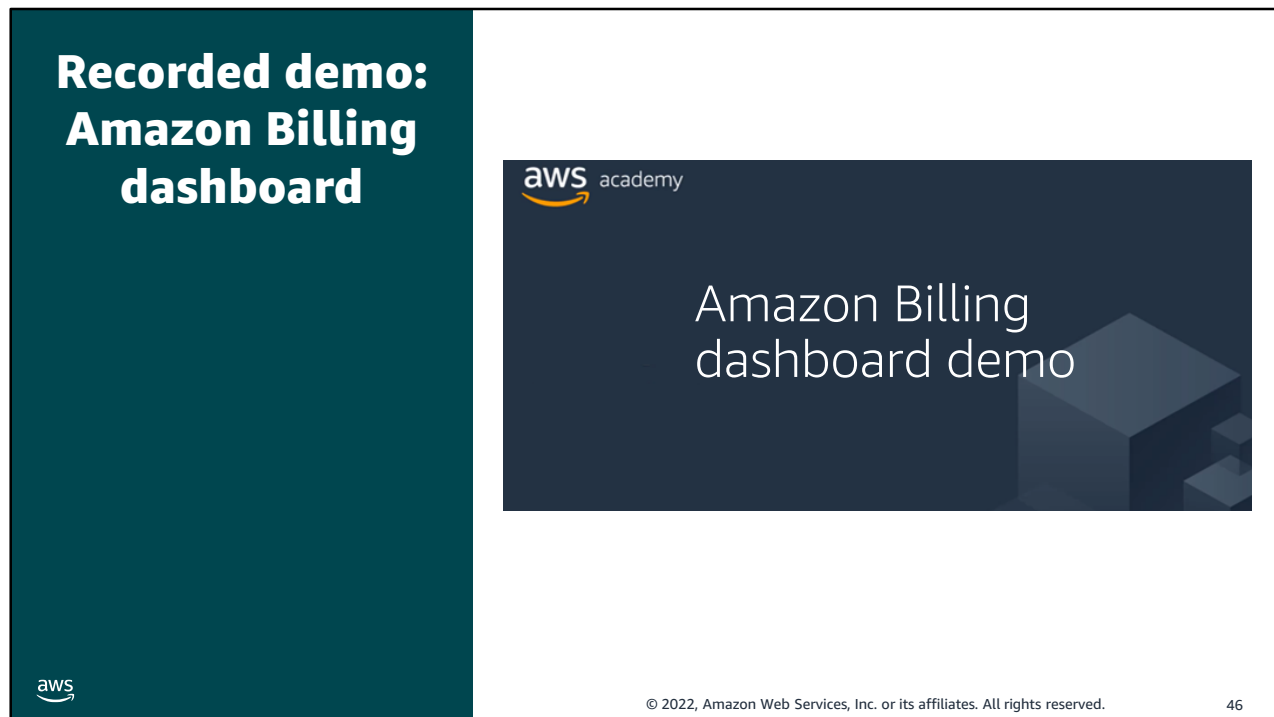 Recorded demo:
Amazon Billing
dashboard
aws academy
Amazon Billing
dashboard demo
aws
© 2022, Amazon Web Services, Inc. or its affiliates. All rights reserved.
46